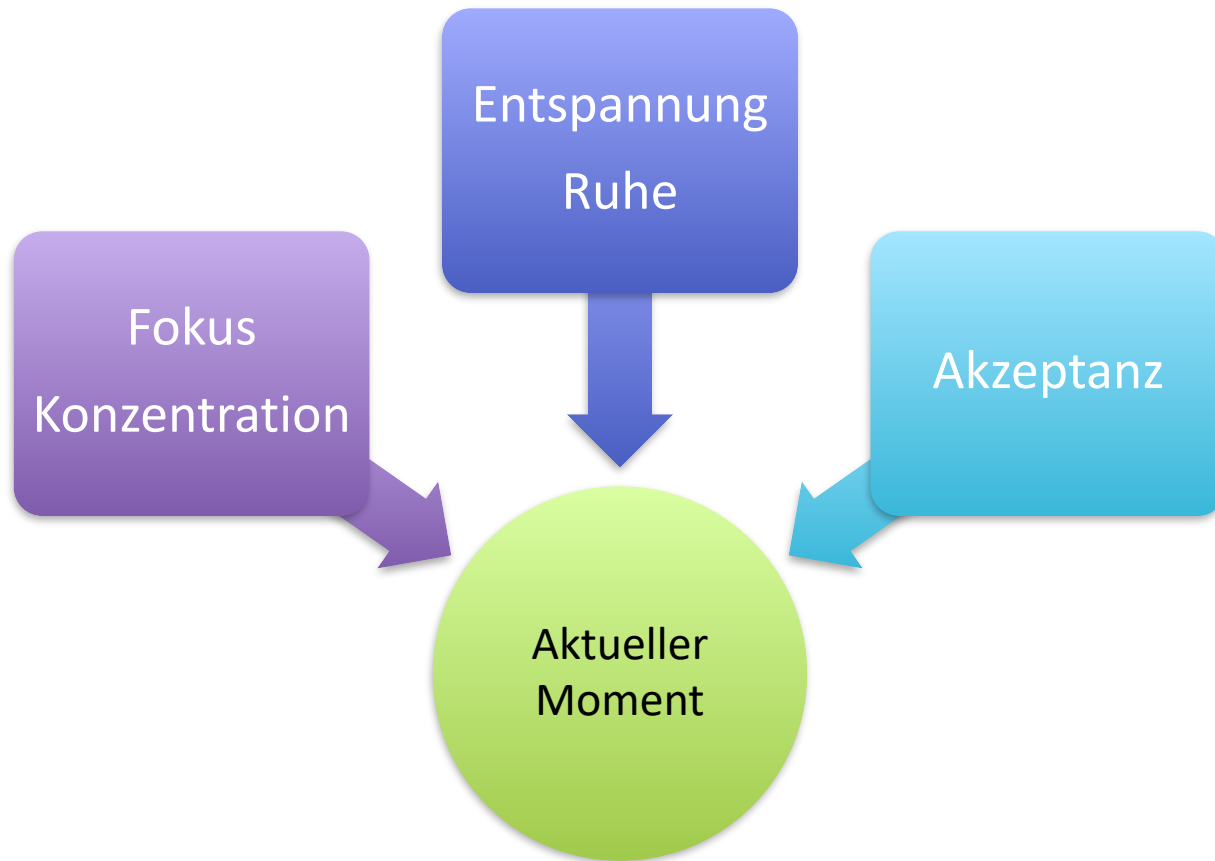 Entspannung
Ruhe
Fokus
Konzentration
Akzeptanz
Aktueller
Moment